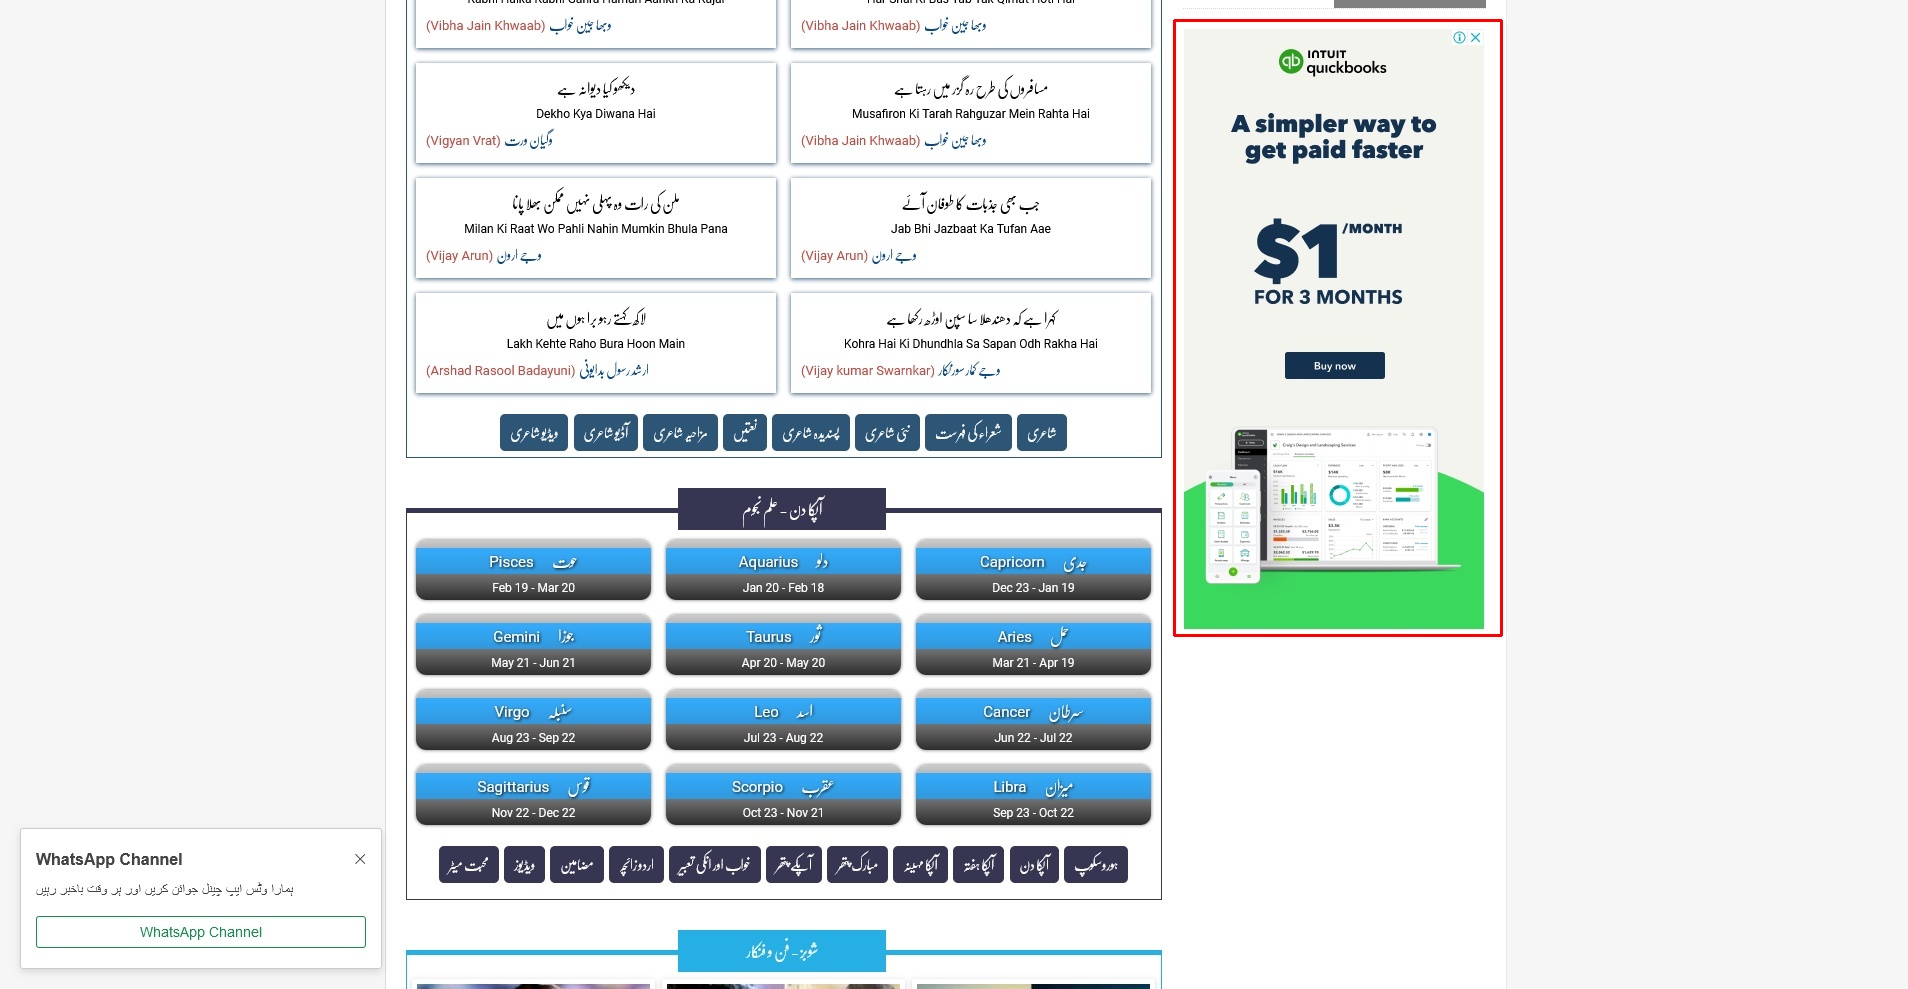 Kabhi Halka Kabhi Gahra Hamari Aankh Ka Kajal
(Vibha Jain Khwaab) وبھا جین خواب
Har Shai Ki Bas Tab Tak Qimat Hoti Hai
(Vibha Jain Khwaab) وبھا جین خواب
دیکھو کیا دیوانہ ہے
Dekho Kya Diwana Hai
(Vigyan Vrat) وگیان ورت
مسافروں کی طرح رہ گزر میں رہتا ہے
Musafiron Ki Tarah Rahguzar Mein Rahta Hai
(Vibha Jain Khwaab) وبھا جین خواب
ملن کی رات وہ پہلی نہیں ممکن بھلا پانا
Milan Ki Raat Wo Pahli Nahin Mumkin Bhula Pana
(Vijay Arun) وجے ارون
جب بھی جذبات کا طوفان آئے
Jab Bhi Jazbaat Ka Tufan Aae
(Vijay Arun) وجے ارون
لاکھ کہتے رہو برا ہوں میں
Lakh Kehte Raho Bura Hoon Main
(Arshad Rasool Badayuni) ارشد رسول بدایونی
کہرا ہے کہ دھندھلا سا سپن اوڑھ رکھا ہے
Kohra Hai Ki Dhundhla Sa Sapan Odh Rakha Hai
(Vijay kumar Swarnkar) وجے کمار سورنکار
شاعری شعراء کی فہرست نئی شاعری پسندیدہ شاعری نعتیں مزاحیہ شاعری آڈیو شاعری ویڈیو شاعری
آپکا دن - علم نجوم
Pisces حوت
Feb 19 - Mar 20
Aquarius دلو
Jan 20 - Feb 18
Capricorn جدی
Dec 23 - Jan 19
Gemini جوزا
May 21 - Jun 21
Taurus ثور
Apr 20 - May 20
Aries حمل
Mar 21 - Apr 19
Virgo سنبلہ
Aug 23 - Sep 22
Leo اسد
Jul 23 - Aug 22
Cancer سرطان
Jun 22 - Jul 22
Sagittarius قوس
Nov 22 - Dec 22
Scorpio عقرب
Oct 23 - Nov 21
Libra میزان
Sep 23 - Oct 22
ہوروسکوپ آپکا دن آپکا ہفتہ آپکا مہینہ مبارک پتھر آپکے پتھر خواب اور انکی تعبیر اردو زائچہ مضامین ویڈیوز محبت میٹر
شوبز - فن و فنکار
INTUIT
quickbooks
A simpler way to
get paid faster
$1 /MONTH
FOR 3 MONTHS
Buy now
Craig's Design and Landscaping Services
WhatsApp Channel
ہمارا وٹس ایپ چینل جوائن کریں اور ہر وقت باخبر رہیں
WhatsApp Channel